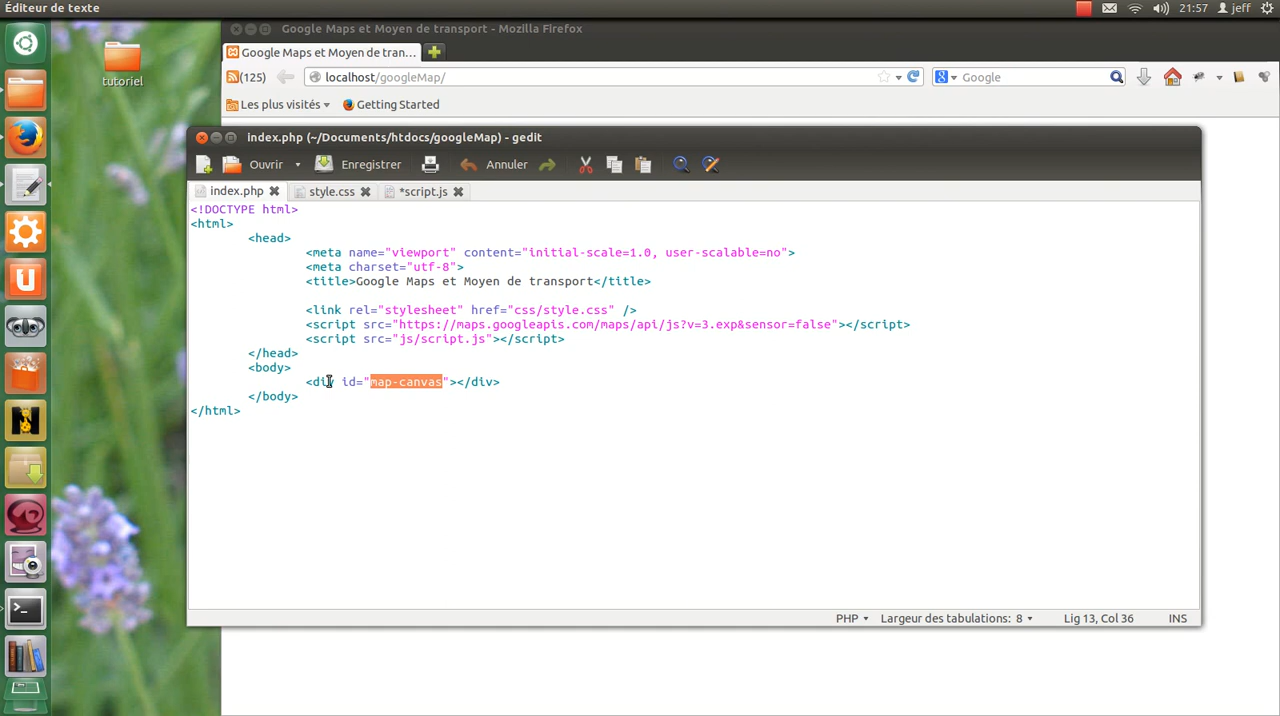 Éditeur de texte
21:57 jeff
tutoriel
Google Maps et Moyen de transport - Mozilla Firefox
Google Maps et Moyen de tran...
(125) localhost/googleMap/ Google
Les plus visités Getting Started
index.php (~/Documents/htdocs/googleMap) - gedit
Ouvrir Enregistrer Annuler
index.php style.css *script.js
<!DOCTYPE html>
<html>
<head>
<meta name="viewport" content="initial-scale=1.0, user-scalable=no">
<meta charset="utf-8">
<title>Google Maps et Moyen de transport</title>
<link rel="stylesheet" href="css/style.css" />
<script src="https://maps.googleapis.com/maps/api/js?v=3.exp&sensor=false"></script>
<script src="js/script.js"></script>
</head>
<body>
<div id="map-canvas"></div>
</body>
</html>
PHP Largeur des tabulations: 8 Lig 13, Col 36 INS